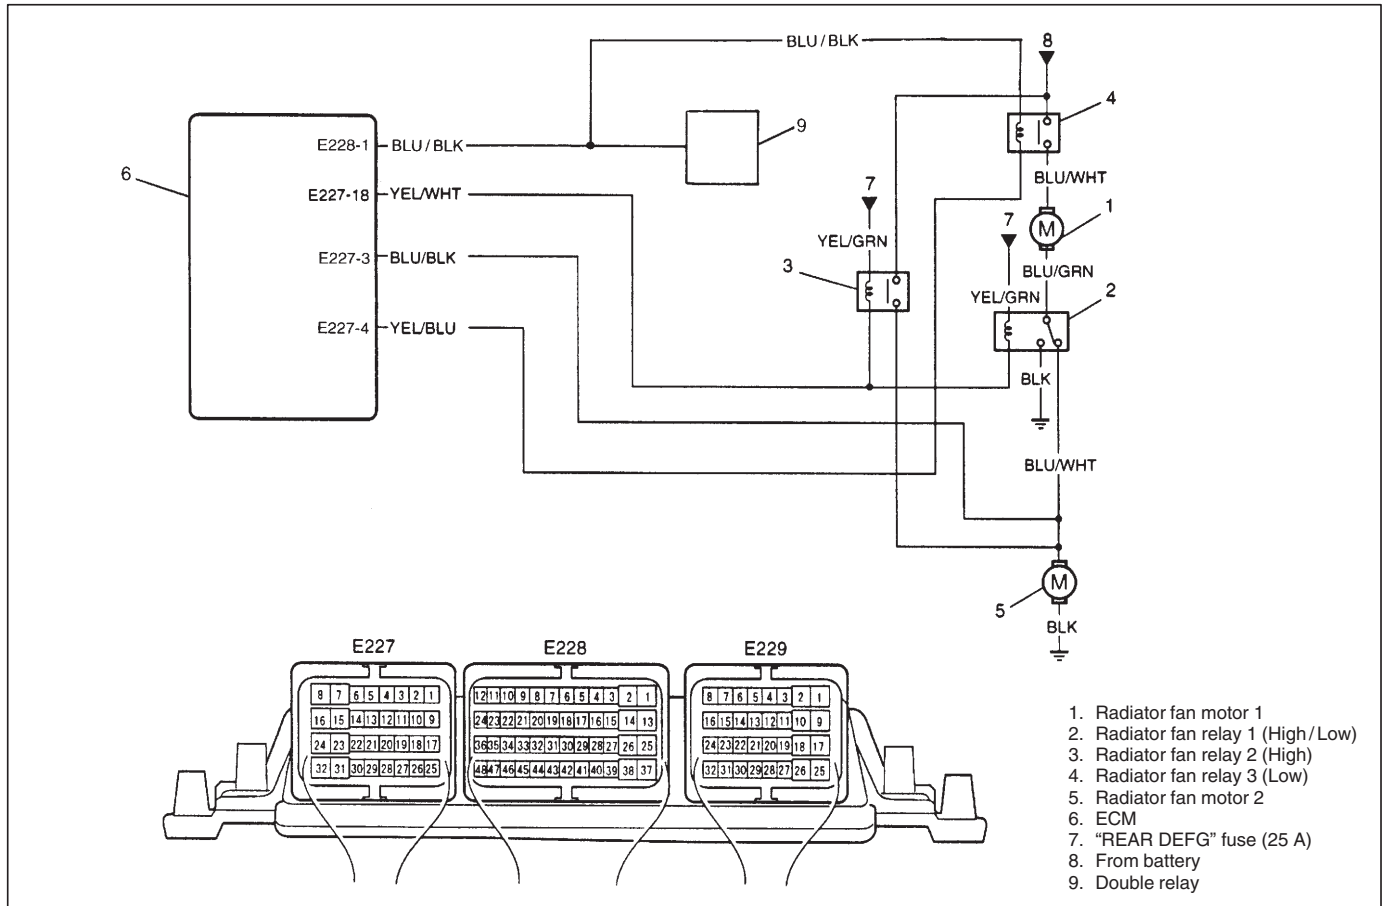 BLU/BLK
8
4
E228-1 BLU/BLK
9
6
E227-18 YEL/WHT
7
BLU/WHT
1
M
7
YEL/GRN
E227-3 BLU/BLK
3
BLU/GRN
YEL/GRN
2
E227-4 YEL/BLU
BLK
BLU/WHT
M
5
BLK
E227 E228 E229
8 7 6 5 4 3 2 1
16 15 14 13 12 11 10 9
24 23 22 21 20 19 18 17
32 31 30 29 28 27 26 25
12 11 10 9 8 7 6 5 4 3 2 1
24 23 22 21 20 19 18 17 16 15 14 13
36 35 34 33 32 31 30 29 28 27 26 25
48 47 46 45 44 43 42 41 40 39 38 37
8 7 6 5 4 3 2 1
16 15 14 13 12 11 10 9
24 23 22 21 20 19 18 17
32 31 30 29 28 27 26 25
1. Radiator fan motor 1
2. Radiator fan relay 1 (High/Low)
3. Radiator fan relay 2 (High)
4. Radiator fan relay 3 (Low)
5. Radiator fan motor 2
6. ECM
7. “REAR DEFG” fuse (25 A)
8. From battery
9. Double relay